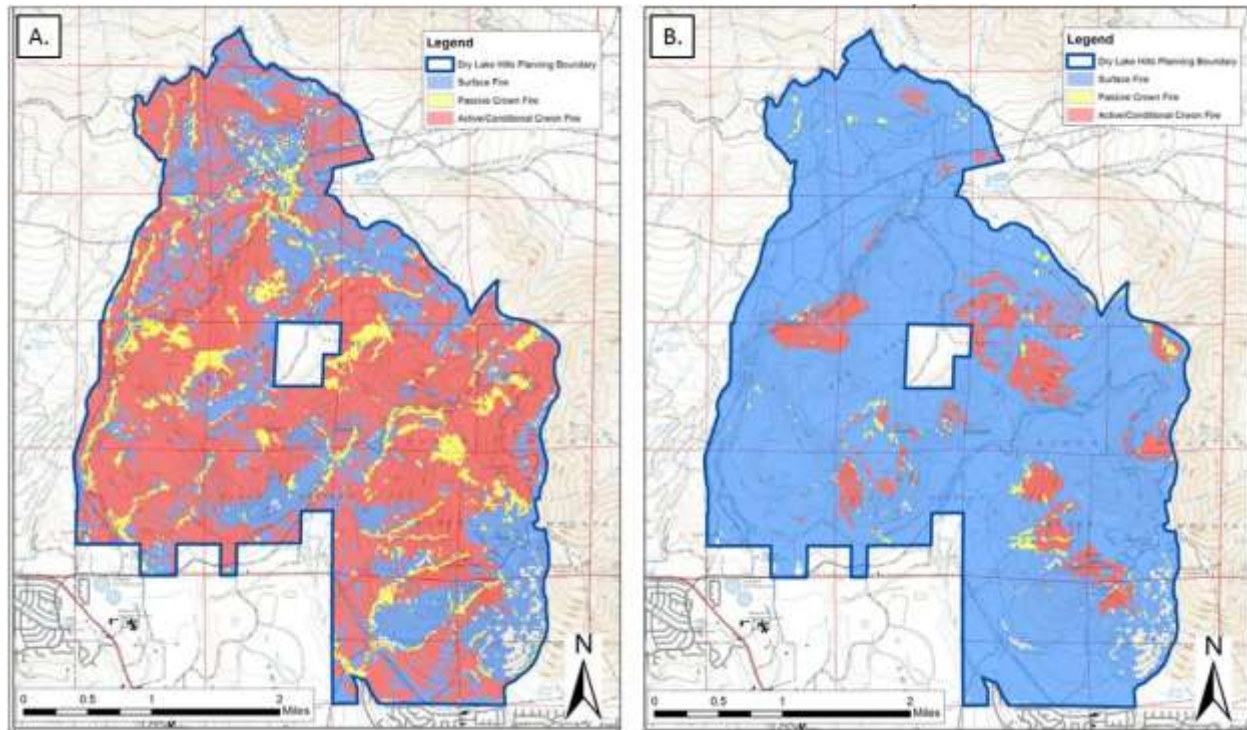 A.
Legend
Dry Lake Hills Planning Boundary
Surface Fire
Passive Crown Fire
Active/Conditional Crwon Fire
N
0 0.5 1 2
Miles
B.
Legend
Dry Lake Hills Planning Boundary
Surface Fire
Passive Crown Fire
Active/Conditional Crwon Fire
N
0 0.5 1 2
Miles